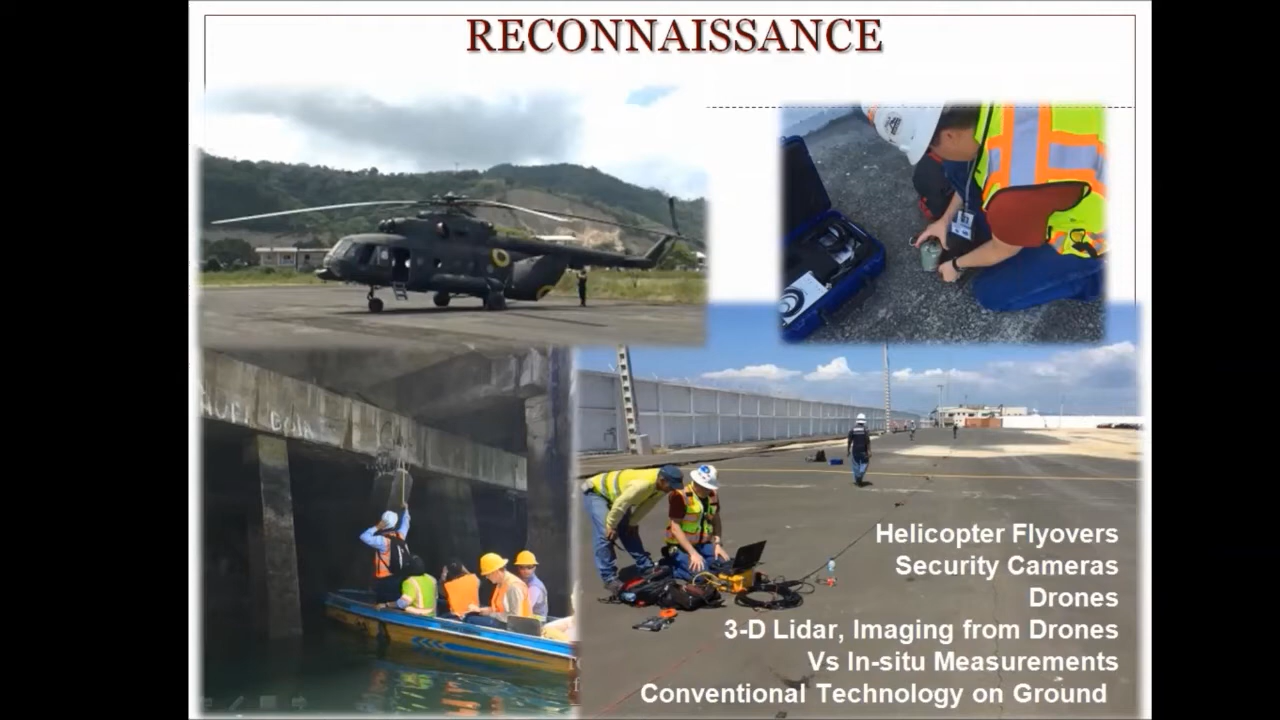 RECONNAISSANCE
Helicopter Flyovers
Security Cameras
Drones
3-D Lidar, Imaging from Drones
Vs In-situ Measurements
Conventional Technology on Ground